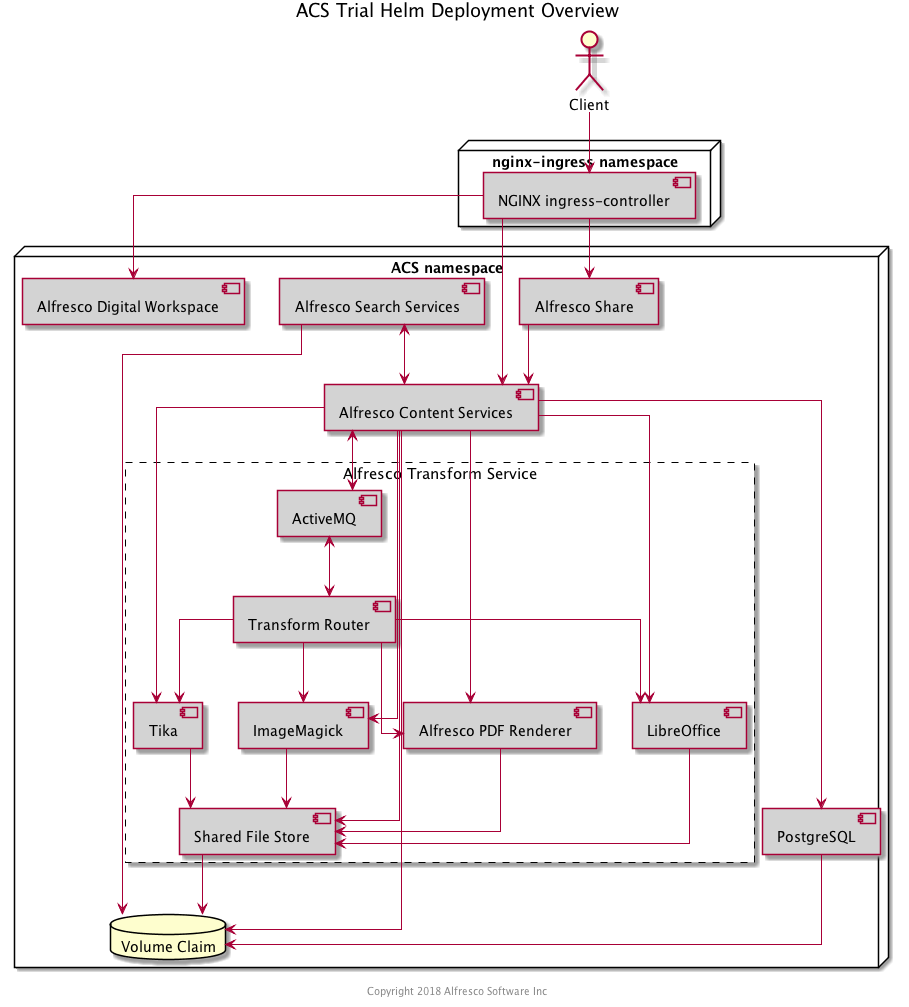 ACS Trial Helm Deployment Overview
Client
nginx-ingress namespace
NGINX ingress-controller
ACS namespace
Alfresco Digital Workspace
Alfresco Search Services
Alfresco Share
Alfresco Content Services
Alfresco Transform Service
ActiveMQ
Transform Router
Tika
ImageMagick
Alfresco PDF Renderer
LibreOffice
Shared File Store
PostgreSQL
Volume Claim
Copyright 2018 Alfresco Software Inc